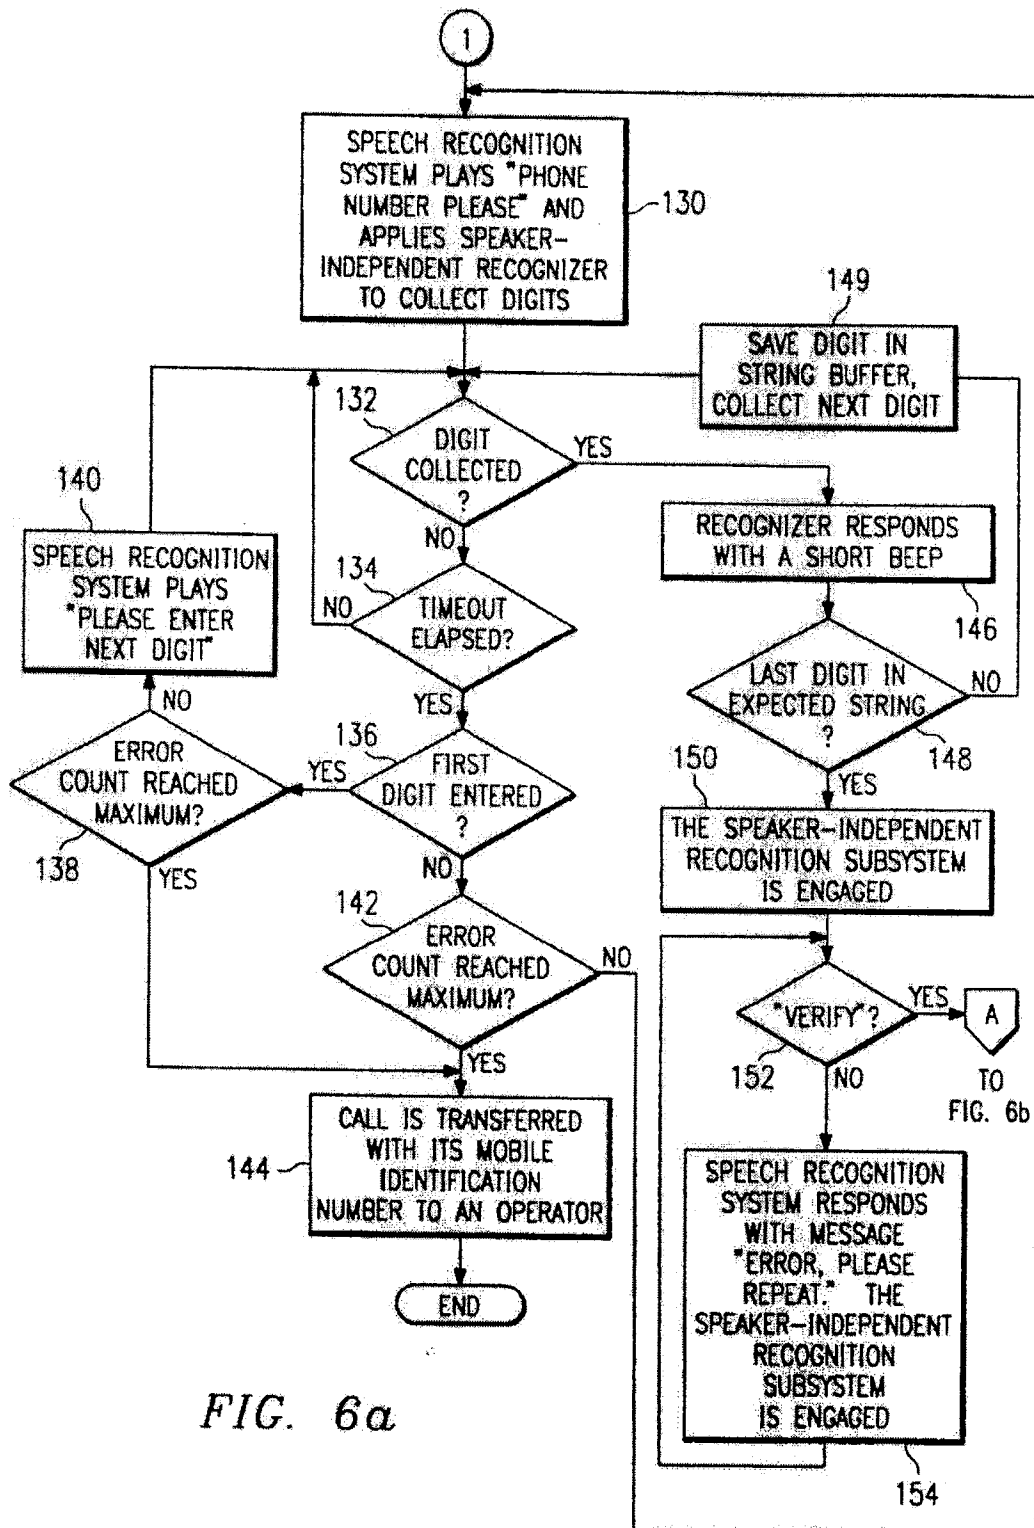 1
SPEECH RECOGNITION
SYSTEM PLAYS "PHONE
NUMBER PLEASE" AND
APPLIES SPEAKER-
INDEPENDENT RECOGNIZER
TO COLLECT DIGITS
130
149
SAVE DIGIT IN
STRING BUFFER,
COLLECT NEXT DIGIT
132
DIGIT
COLLECTED
?
YES
NO
140
SPEECH RECOGNITION
SYSTEM PLAYS
"PLEASE ENTER
NEXT DIGIT"
RECOGNIZER RESPONDS
WITH A SHORT BEEP
146
134
NO
TIMEOUT
ELAPSED?
YES
LAST DIGIT IN
EXPECTED STRING
?
NO
148
YES
NO
ERROR
COUNT REACHED
MAXIMUM?
138
YES
136
YES
FIRST
DIGIT ENTERED
?
NO
150
THE SPEAKER-INDEPENDENT
RECOGNITION SUBSYSTEM
IS ENGAGED
142
ERROR
COUNT REACHED
MAXIMUM?
NO
YES
"VERIFY"?
YES
152
NO
A
TO
FIG. 6b
144
CALL IS TRANSFERRED
WITH ITS MOBILE
IDENTIFICATION
NUMBER TO AN OPERATOR
END
SPEECH RECOGNITION
SYSTEM RESPONDS
WITH MESSAGE
"ERROR, PLEASE
REPEAT." THE
SPEAKER-INDEPENDENT
RECOGNITION
SUBSYSTEM
IS ENGAGED
154
FIG. 6a